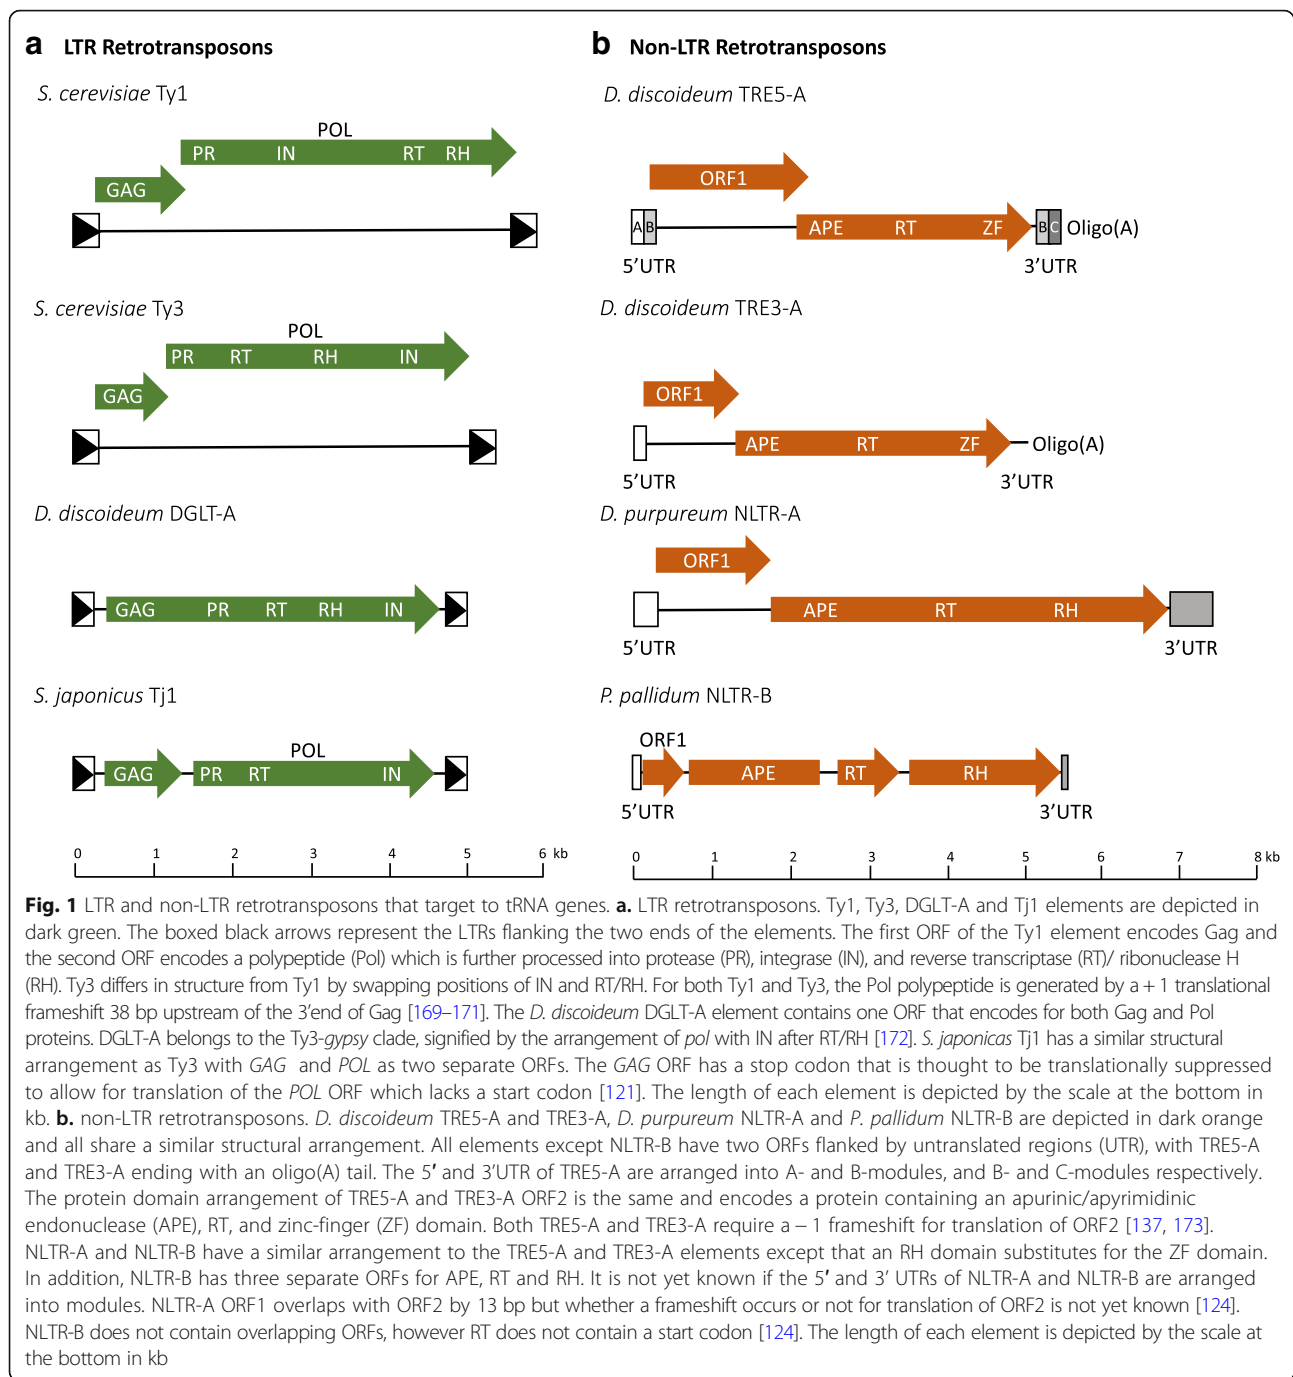 a LTR Retrotransposons
S. cerevisiae Ty1
POL
PR IN RT RH
GAG
S. cerevisiae Ty3
POL
PR RT RH IN
GAG
D. discoideum DGLT-A
GAG PR RT RH IN
S. japonicus Tj1
POL
GAG PR RT IN
0 1 2 3 4 5 6 kb
b Non-LTR Retrotransposons
D. discoideum TRE5-A
ORF1
A B APE RT ZF B C Oligo(A)
5’UTR 3’UTR
D. discoideum TRE3-A
ORF1
APE RT ZF Oligo(A)
5’UTR 3’UTR
D. purpureum NLTR-A
ORF1
APE RT RH
5’UTR 3’UTR
P. pallidum NLTR-B
ORF1
APE RT RH
5’UTR 3’UTR
0 1 2 3 4 5 6 7 8 kb
Fig. 1 LTR and non-LTR retrotransposons that target to tRNA genes. a. LTR retrotransposons. Ty1, Ty3, DGLT-A and Tj1 elements are depicted in
dark green. The boxed black arrows represent the LTRs flanking the two ends of the elements. The first ORF of the Ty1 element encodes Gag and
the second ORF encodes a polypeptide (Pol) which is further processed into protease (PR), integrase (IN), and reverse transcriptase (RT)/ ribonuclease H
(RH). Ty3 differs in structure from Ty1 by swapping positions of IN and RT/RH. For both Ty1 and Ty3, the Pol polypeptide is generated by a + 1 translational
frameshift 38 bp upstream of the 3’end of Gag [169–171]. The D. discoideum DGLT-A element contains one ORF that encodes for both Gag and Pol
proteins. DGLT-A belongs to the Ty3-gypsy clade, signified by the arrangement of pol with IN after RT/RH [172]. S. japonicas Tj1 has a similar structural
arrangement as Ty3 with GAG and POL as two separate ORFs. The GAG ORF has a stop codon that is thought to be translationally suppressed
to allow for translation of the POL ORF which lacks a start codon [121]. The length of each element is depicted by the scale at the bottom in
kb. b. non-LTR retrotransposons. D. discoideum TRE5-A and TRE3-A, D. purpureum NLTR-A and P. pallidum NLTR-B are depicted in dark orange
and all share a similar structural arrangement. All elements except NLTR-B have two ORFs flanked by untranslated regions (UTR), with TRE5-A
and TRE3-A ending with an oligo(A) tail. The 5′ and 3’UTR of TRE5-A are arranged into A- and B-modules, and B- and C-modules respectively.
The protein domain arrangement of TRE5-A and TRE3-A ORF2 is the same and encodes a protein containing an apurinic/apyrimidinic
endonuclease (APE), RT, and zinc-finger (ZF) domain. Both TRE5-A and TRE3-A require a − 1 frameshift for translation of ORF2 [137, 173].
NLTR-A and NLTR-B have a similar arrangement to the TRE5-A and TRE3-A elements except that an RH domain substitutes for the ZF domain.
In addition, NLTR-B has three separate ORFs for APE, RT and RH. It is not yet known if the 5′ and 3’ UTRs of NLTR-A and NLTR-B are arranged
into modules. NLTR-A ORF1 overlaps with ORF2 by 13 bp but whether a frameshift occurs or not for translation of ORF2 is not yet known [124].
NLTR-B does not contain overlapping ORFs, however RT does not contain a start codon [124]. The length of each element is depicted by the scale at
the bottom in kb